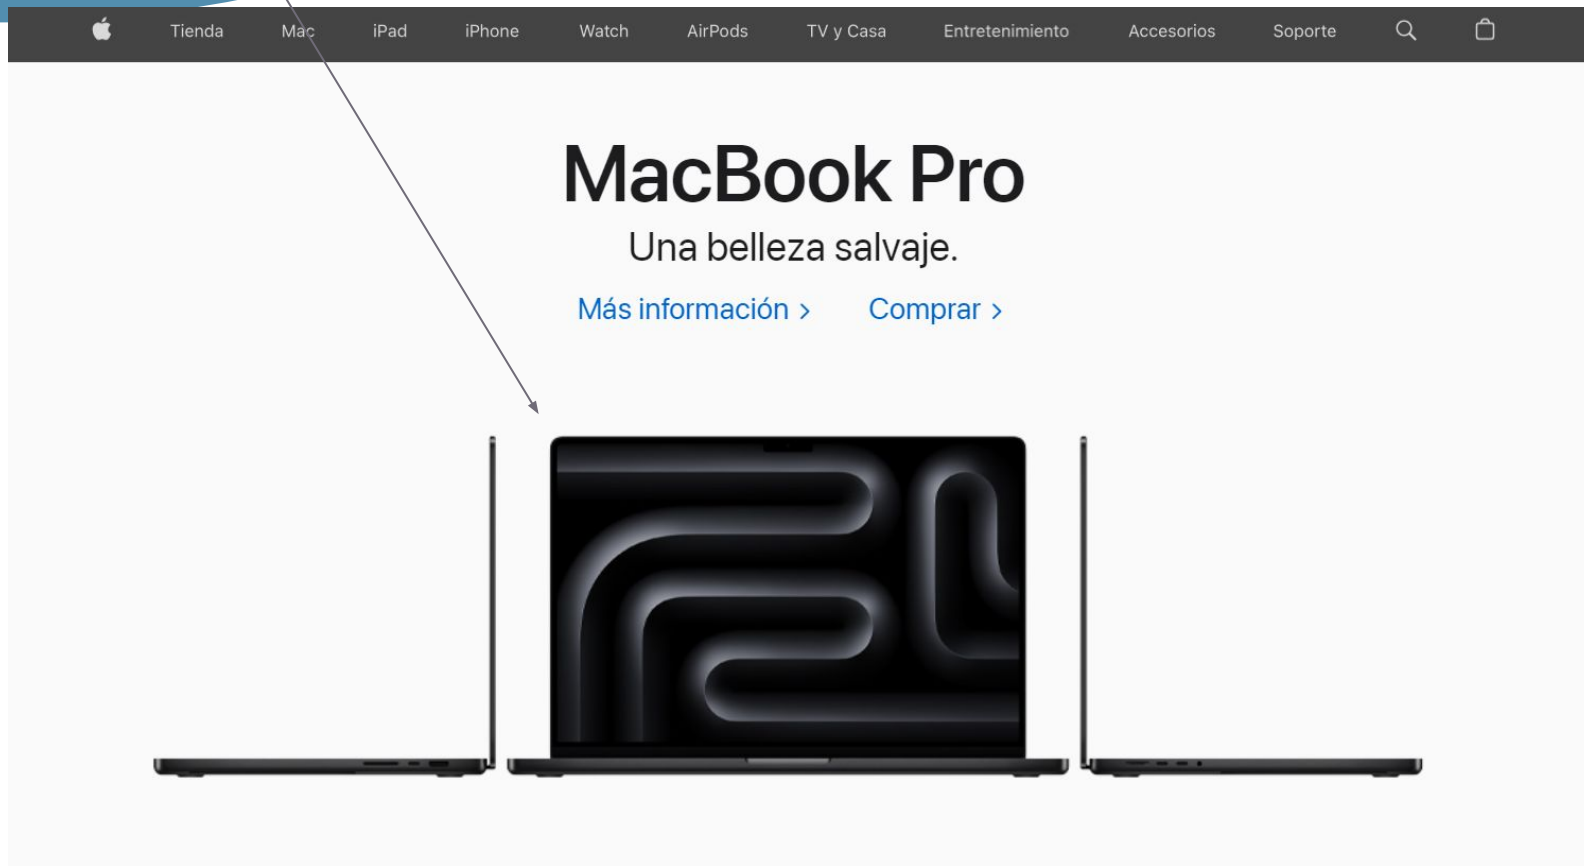 Tienda Mac iPad iPhone Watch AirPods TV y Casa Entretenimiento Accesorios Soporte
MacBook Pro
Una belleza salvaje.
Más información > Comprar >